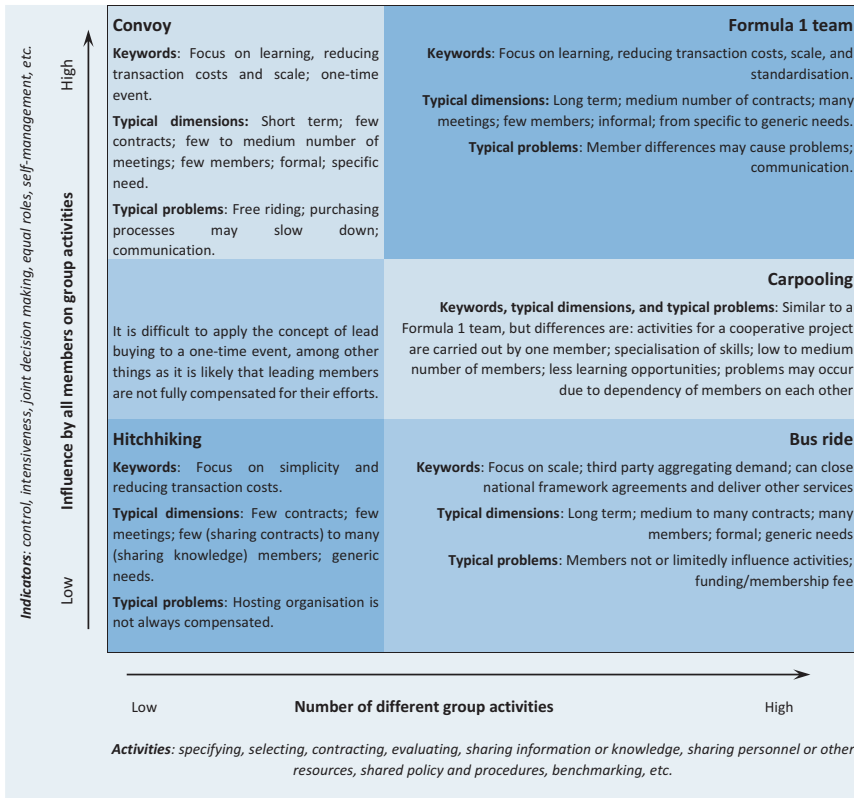 Convoy
Keywords: Focus on learning, reducing
transaction costs and scale; one-time
event.
Typical dimensions: Short term; few
contracts; few to medium number of
meetings; few members; formal; specific
need.
Typical problems: Free riding; purchasing
processes may slow down;
communication.
Formula 1 team
Keywords: Focus on learning, reducing transaction costs, scale, and
standardisation.
Typical dimensions: Long term; medium number of contracts; many
meetings; few members; informal; from specific to generic needs.
Typical problems: Member differences may cause problems;
communication.
It is difficult to apply the concept of lead
buying to a one-time event, among other
things as it is likely that leading members
are not fully compensated for their efforts.
Carpooling
Keywords, typical dimensions, and typical problems: Similar to a
Formula 1 team, but differences are: activities for a cooperative project
are carried out by one member; specialisation of skills; low to medium
number of members; less learning opportunities; problems may occur
due to dependency of members on each other
Hitchhiking
Keywords: Focus on simplicity and
reducing transaction costs.
Typical dimensions: Few contracts; few
meetings; few (sharing contracts) to many
(sharing knowledge) members; generic
needs.
Typical problems: Hosting organisation is
not always compensated.
Bus ride
Keywords: Focus on scale; third party aggregating demand; can close
national framework agreements and deliver other services
Typical dimensions: Long term; medium to many contracts; many
members; formal; generic needs
Typical problems: Members not or limitedly influence activities;
funding/membership fee
Indicators: control, intensiveness, joint decision making, equal roles, self-management, etc.
Influence by all members on group activities
High
Low
Low
Number of different group activities
High
Activities: specifying, selecting, contracting, evaluating, sharing information or knowledge, sharing personnel or other
resources, shared policy and procedures, benchmarking, etc.